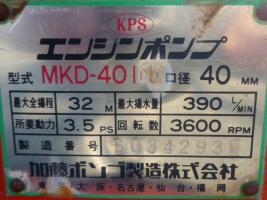 KPS
エンジンポンプ
型式 MKD-401 口径 40 MM
最大全揚程 32 M 最大揚水量 390 L/MIN
所要動力 3.5 PS 回転数 3600 RPM
製造番号
加藤ポンプ製造株式会社
東京・大阪・名古屋・仙台・福岡